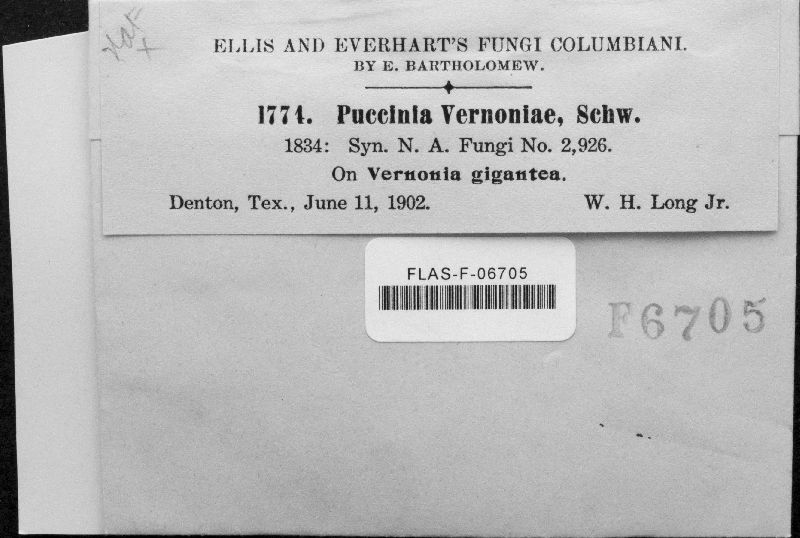 ELLIS AND EVERHART'S FUNGI COLUMBIANI.
BY E. BARTHOLOMEW.
1774. Puccinia Vernoniae, Schw.
1834: Syn. N. A. Fungi No. 2,926.
On Vernonia gigantea.
Denton, Tex., June 11, 1902. W. H. Long Jr.
FLAS-F-06705
F6705